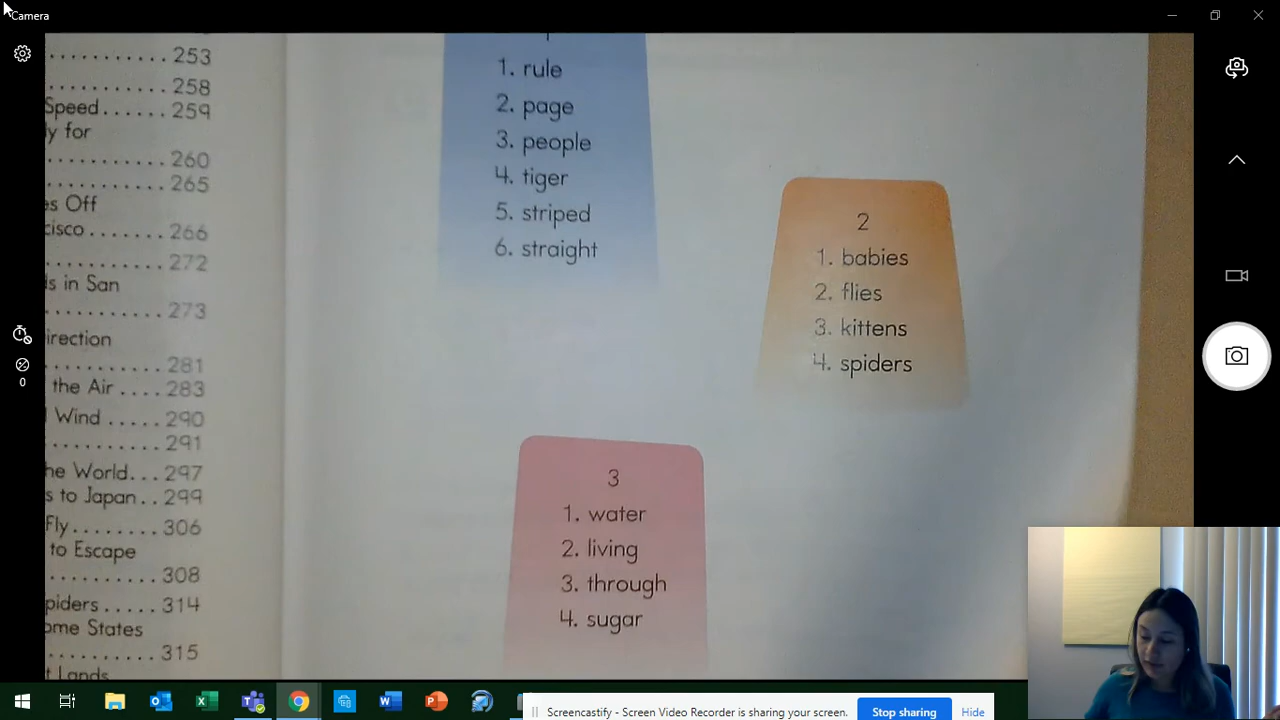 Camera
253
258
Speed 259
ly for
260
265
es Off
cisco 266
272
ds in San
273
irection
281
the Air 283
Wind 290
291
he World 297
s to Japan 299
Fly 306
to Escape
308
piders 314
ome States
315
t Lands
1. rule
2. page
3. people
4. tiger
5. striped
6. straight
2
1. babies
2. flies
3. kittens
4. spiders
3
1. water
2. living
3. through
4. sugar
0
Screencastify - Screen Video Recorder is sharing your screen.
Stop sharing
Hide